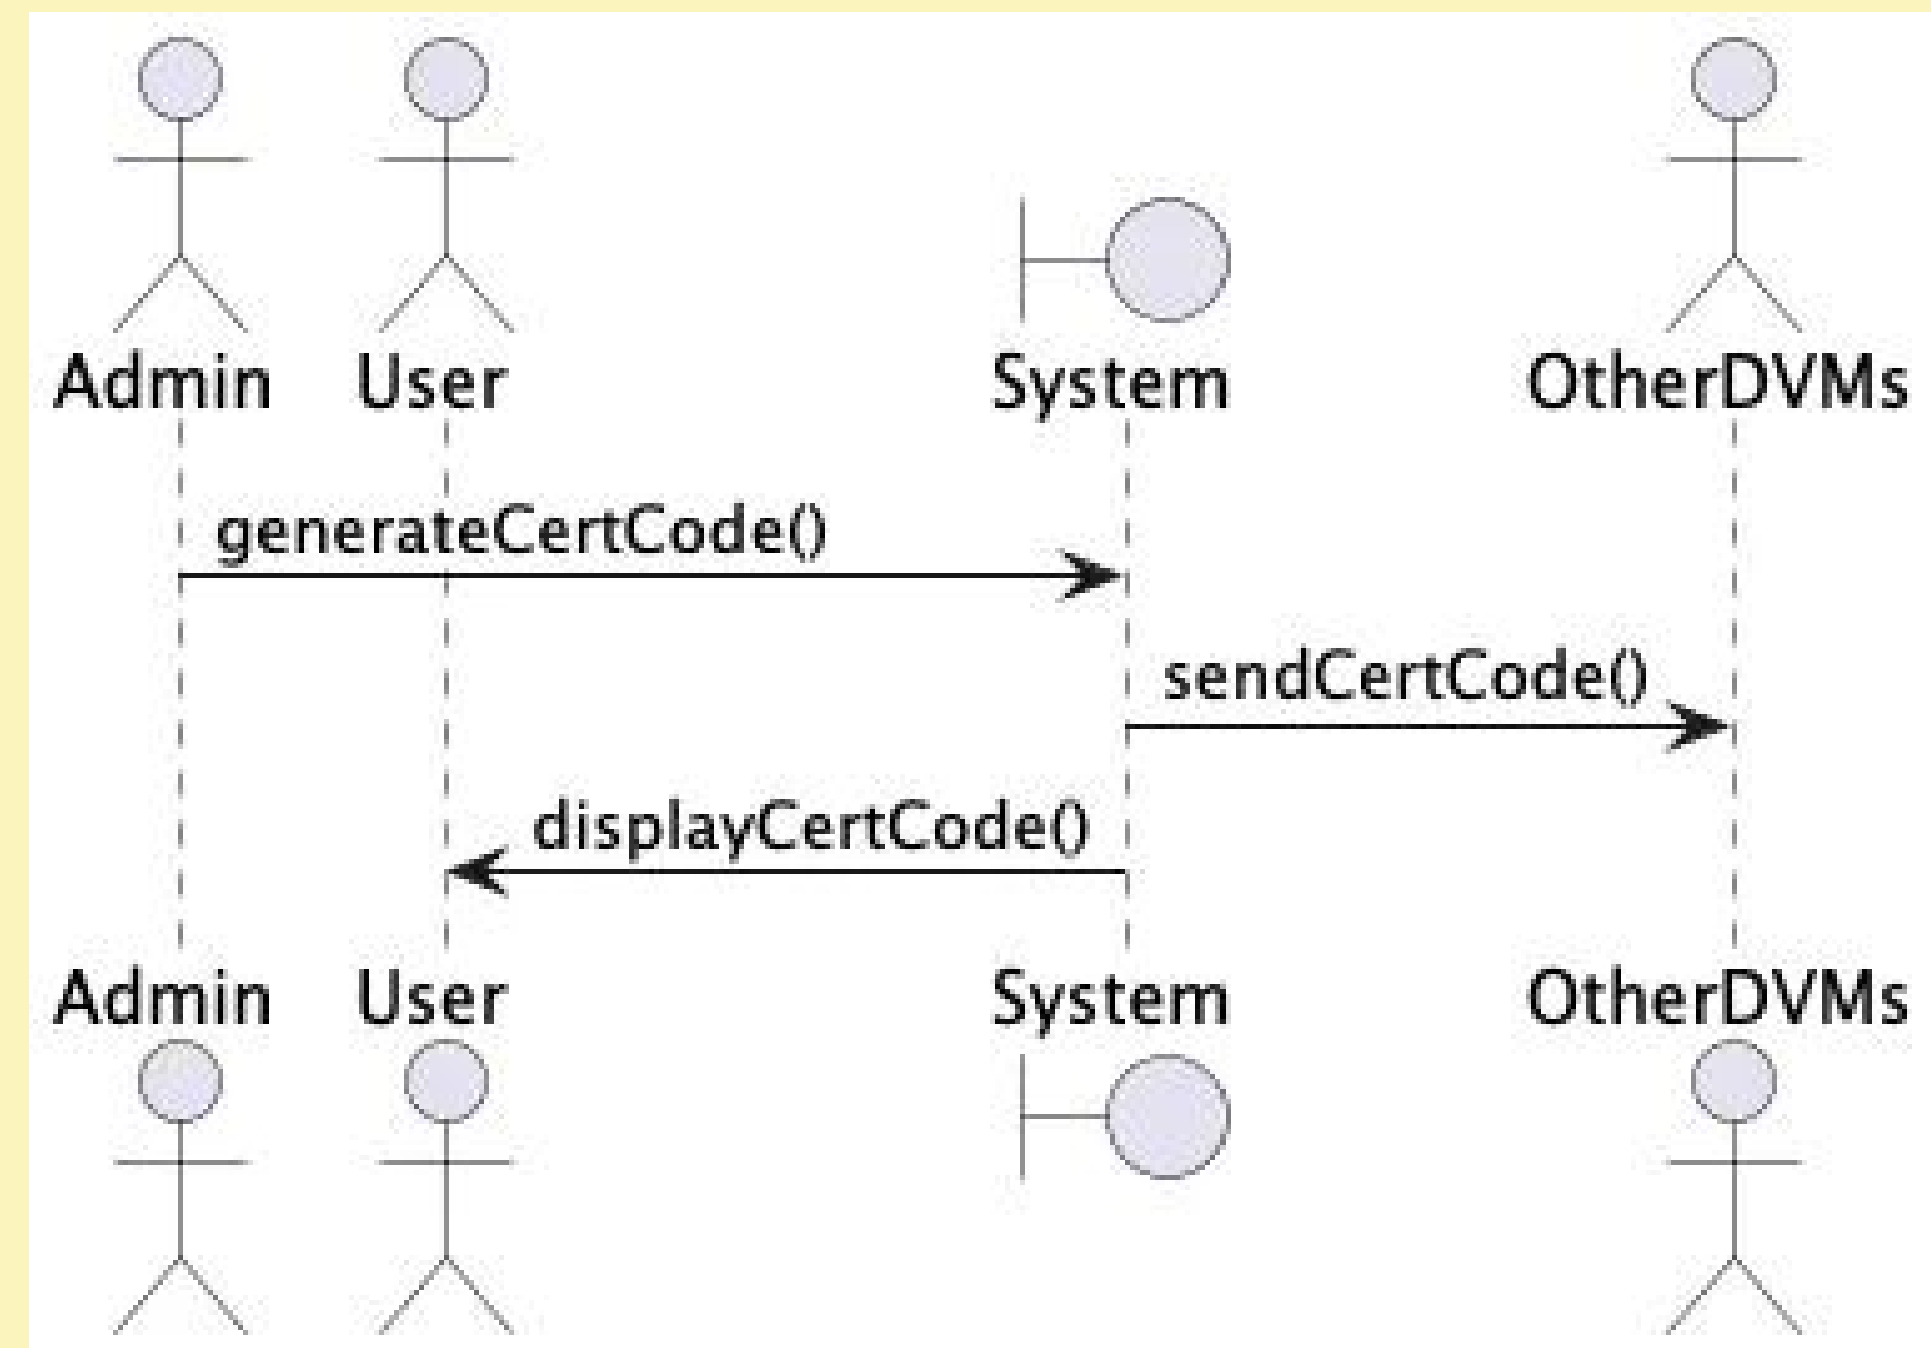 Admin User System OtherDVMs
generateCertCode()
sendCertCode()
displayCertCode()
Admin User System OtherDVMs